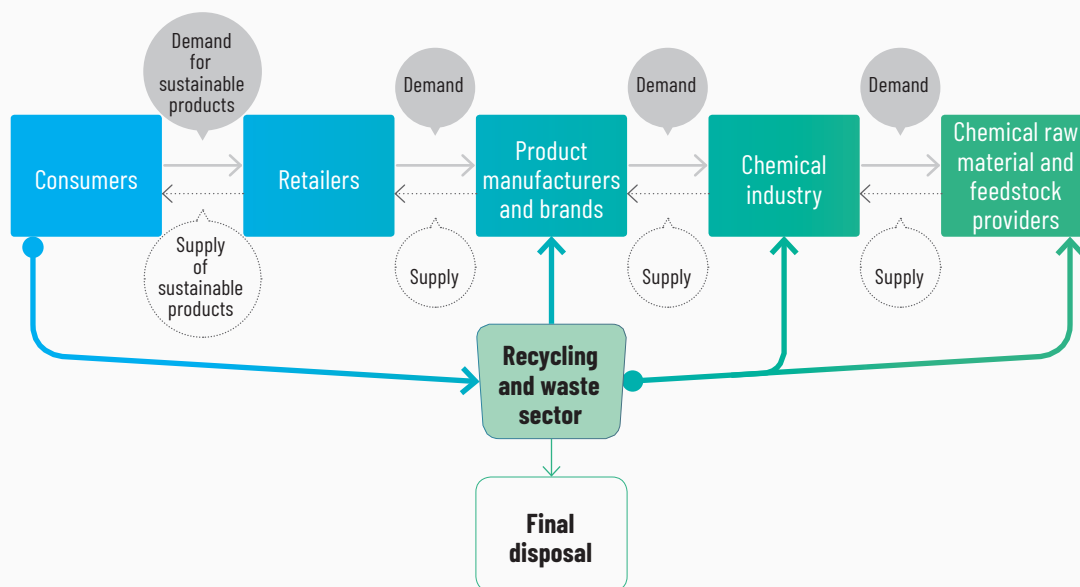 Demand
for
sustainable
products
Demand
Demand
Demand
Consumers
Retailers
Product
manufacturers
and brands
Chemical
industry
Chemical raw
material and
feedstock
providers
Supply
of
sustainable
products
Supply
Supply
Supply
Recycling
and waste
sector
Final
disposal